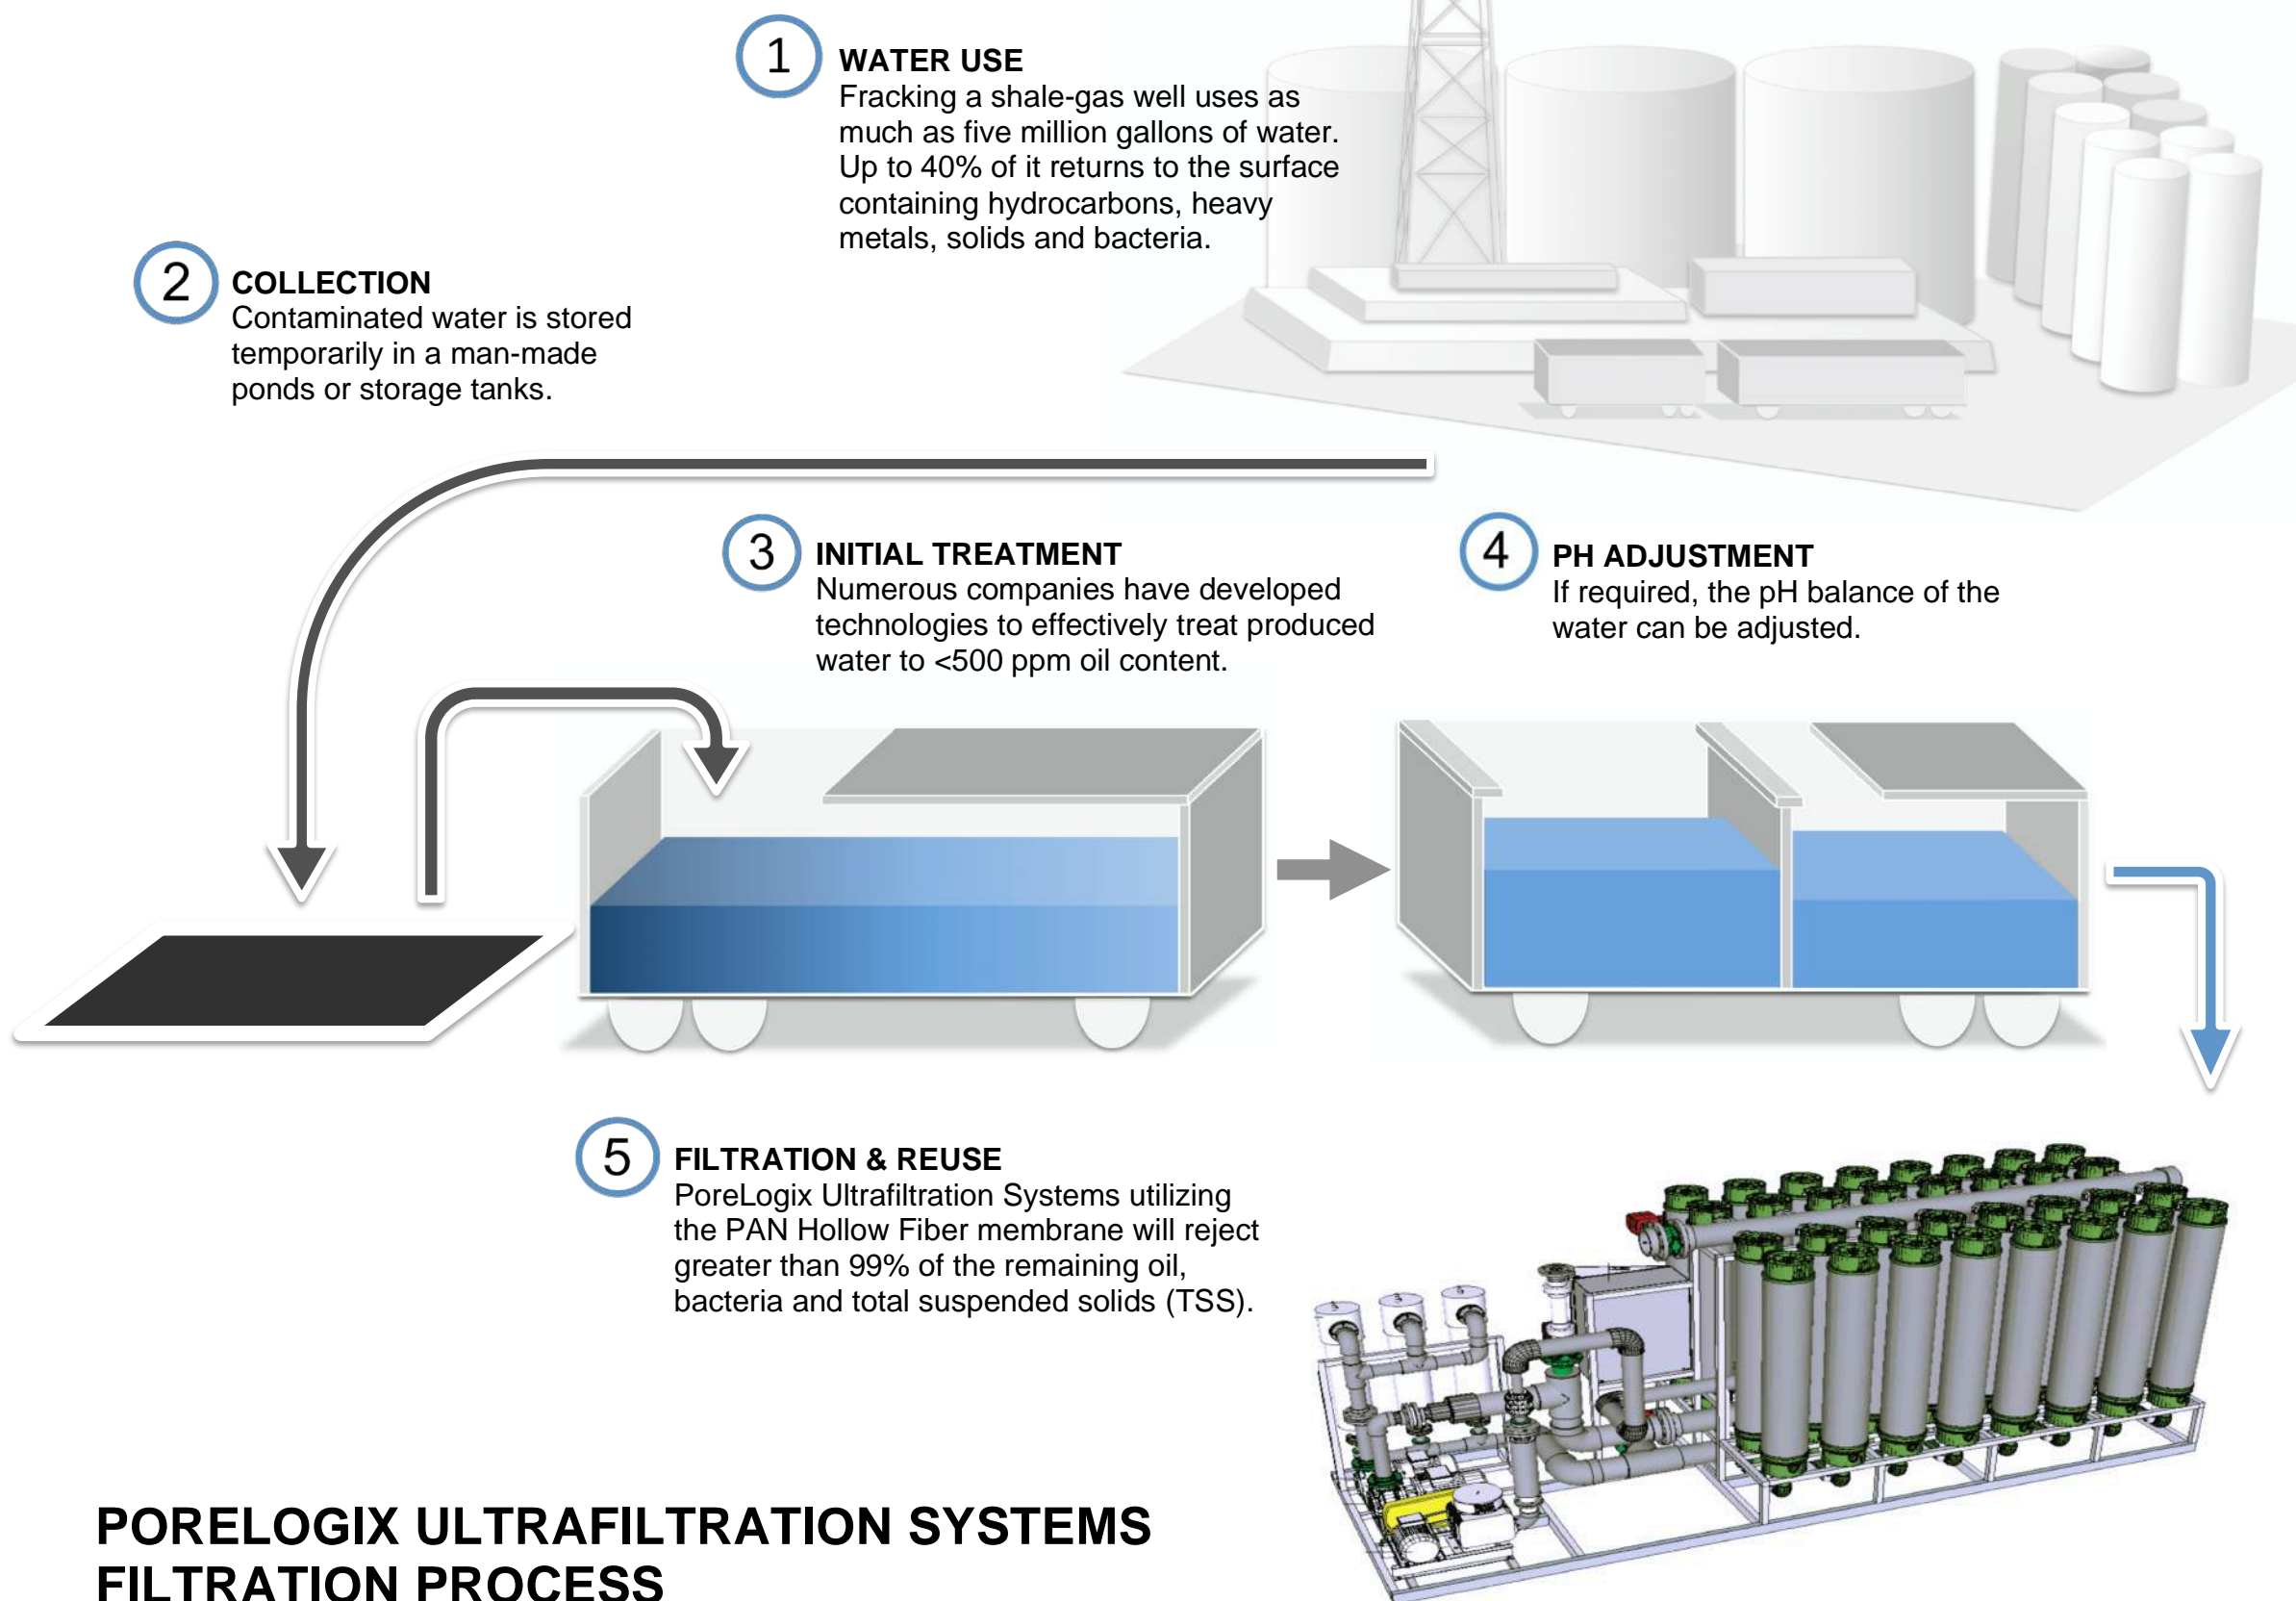 1
WATER USE
Fracking a shale-gas well uses as
much as five million gallons of water.
Up to 40% of it returns to the surface
containing hydrocarbons, heavy
metals, solids and bacteria.
2
COLLECTION
Contaminated water is stored
temporarily in a man-made
ponds or storage tanks.
3
INITIAL TREATMENT
Numerous companies have developed
technologies to effectively treat produced
water to <500 ppm oil content.
4
PH ADJUSTMENT
If required, the pH balance of the
water can be adjusted.
5
FILTRATION & REUSE
PoreLogix Ultrafiltration Systems utilizing
the PAN Hollow Fiber membrane will reject
greater than 99% of the remaining oil,
bacteria and total suspended solids (TSS).
PORELOGIX ULTRAFILTRATION SYSTEMS
FILTRATION PROCESS